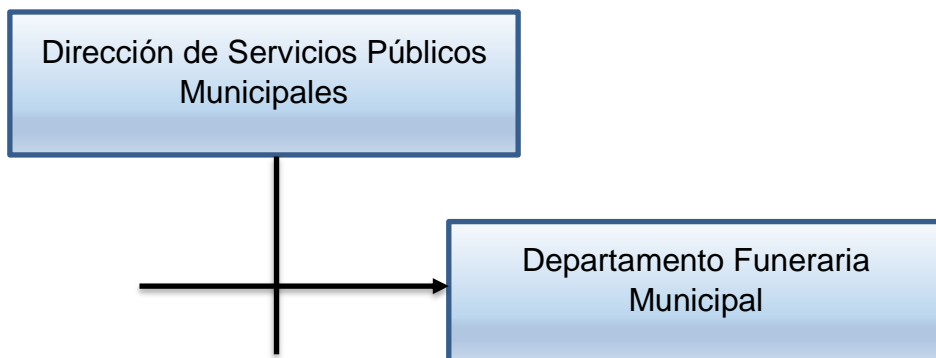 Dirección de Servicios Públicos
Municipales
Departamento Funeraria
Municipal